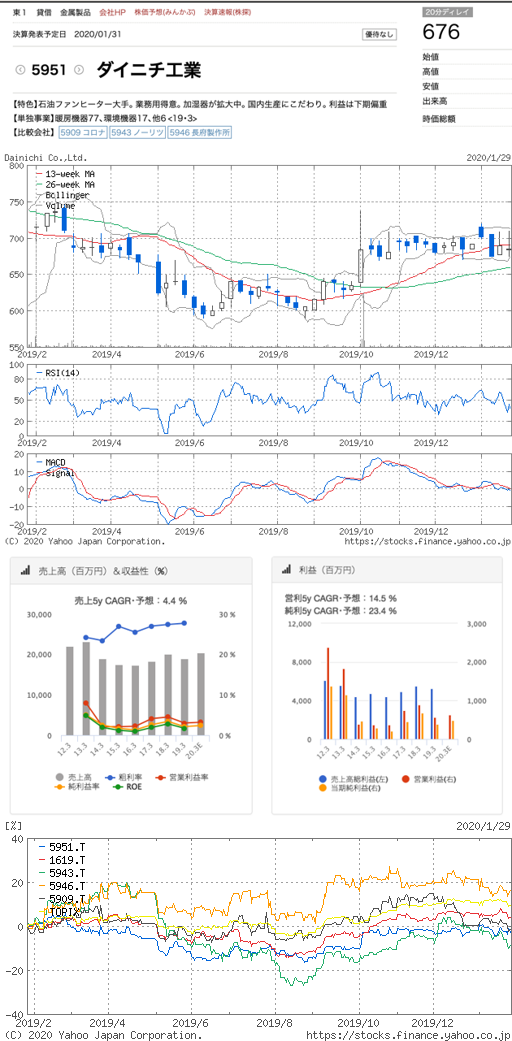 東1 貸借 金属製品 会社HP 株価予想(みんかぶ) 決算速報(株探)
20分ディレイ
676
決算発表予定日 2020/01/31 優待なし
5951 ダイニチ工業
始値
高値
安値
出来高
時価総額
【特色】石油ファンヒーター大手。業務用得意。加湿器が拡大中。国内生産にこだわり。利益は下期偏重
【単独事業】暖房機器77、環境機器17、他6 <19・3>
【比較会社】 5909 コロナ 5943 ノーリツ 5946 長府製作所
Dainichi Co.,Ltd. 2020/1/29
13-week MA
26-week MA
Bollinger
Volume
800
750
700
650
600
550
2019/2 2019/4 2019/6 2019/8 2019/10 2019/12
RSI(14)
100
80
50
20
0
2019/2 2019/4 2019/6 2019/8 2019/10 2019/12
MACD
Signal
20
10
0
-10
-20
2019/2 2019/4 2019/6 2019/8 2019/10 2019/12
(C) 2020 Yahoo Japan Corporation. https://stocks.finance.yahoo.co.jp
売上高（百万円）＆収益性（%）
売上5y CAGR・予想：4.4 %
30,000 30 %
20,000 20 %
10,000 10 %
0 0 %
12.3 13.3 14.3 15.3 16.3 17.3 18.3 19.3 20.3E
売上高 粗利率 営業利益率
純利益率 ROE
利益（百万円）
営利5y CAGR・予想：14.5 %
純利5y CAGR・予想：23.4 %
12,000 3,000
8,000 2,000
4,000 1,000
0 0
12.3 13.3 14.3 15.3 16.3 17.3 18.3 19.3 20.3E
売上高総利益(左) 営業利益(右)
当期純利益(右)
[%] 2020/1/29
5951.T
1619.T
5943.T
5946.T
5909.T
TOPIX
40
20
0
-20
-40
2019/2 2019/4 2019/6 2019/8 2019/10 2019/12
(C) 2020 Yahoo Japan Corporation. https://stocks.finance.yahoo.co.jp